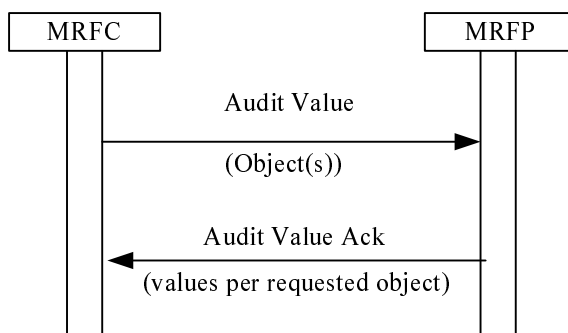 MRFC
MRFP
Audit Value
(Object(s))
Audit Value Ack
(values per requested object)